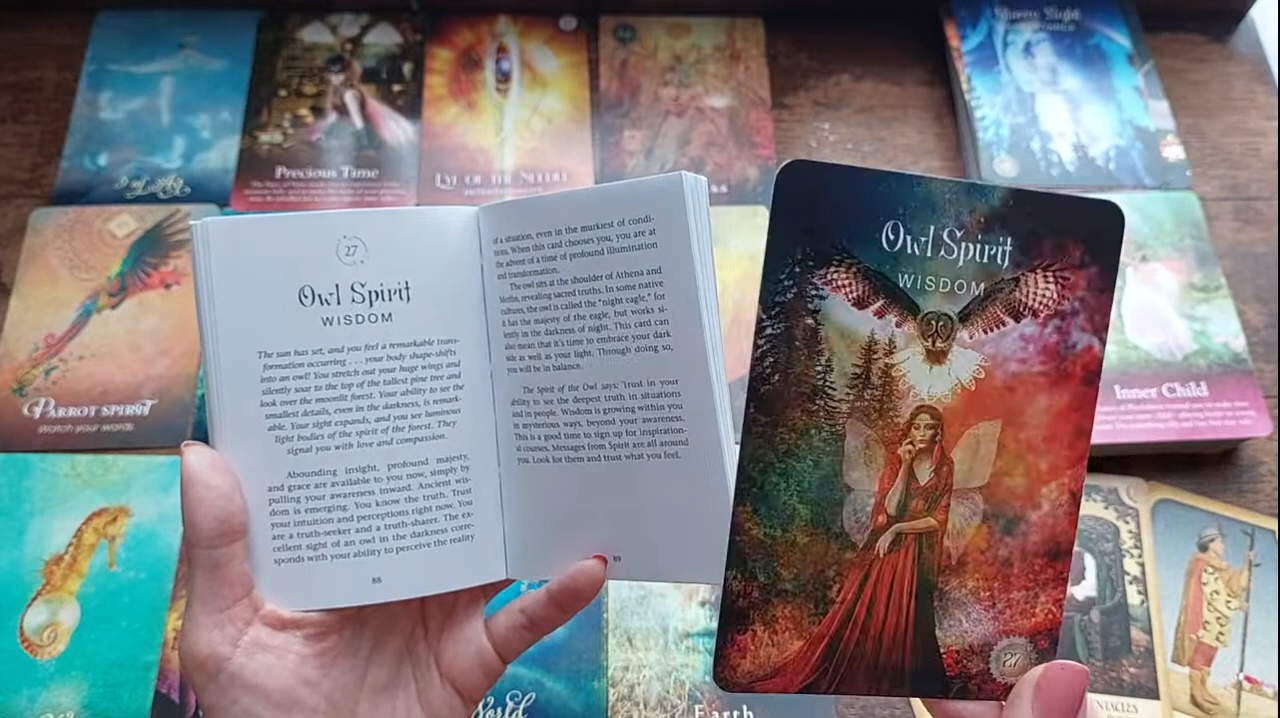 Precious Time
Eye of the Needle
Parrot Spirit
Watch your words
27
Owl Spirit
WISDOM
The sun has set, and you feel a remarkable trans-
formation occurring . . . your body shape-shifts
into an owl! You stretch out your huge wings and
silently soar to the top of the tallest pine tree and
look over the moonlit forest. Your ability to see the
smallest details, even in the darkness, is remark-
able. Your sight expands, and you see luminous
light bodies of the spirit of the forest. They
signal you with love and compassion.
Abounding insight, profound majesty,
and grace are available to you now, simply by
pulling your awareness inward. Ancient wis-
dom is emerging. You know the truth. Trust
your intuition and perceptions right now. You
are a truth-seeker and a truth-sharer. The ex-
cellent sight of an owl in the darkness corre-
sponds with your ability to perceive the reality
88
of a situation, even in the murkiest of condi-
tions. When this card chooses you, you are at
the advent of a time of profound illumination
and transformation.
The owl sits at the shoulder of Athena and
Merlin, revealing sacred truths. In some native
cultures, the owl is called the "night eagle," for
it has the majesty of the eagle, but works si-
lently in the darkness of night. This card can
also mean that it's time to embrace your dark
side as well as your light. Through doing so,
you will be in balance.
The Spirit of the Owl says: "Trust in your
ability to see the deepest truth in situations
and in people. Wisdom is growing within you
in mysterious ways, beyond your awareness.
This is a good time to sign up for inspiration-
al courses. Messages from Spirit are all around
you. Look for them and trust what you feel.
89
Owl Spirit
WISDOM
27
Inner Child
World
Earth